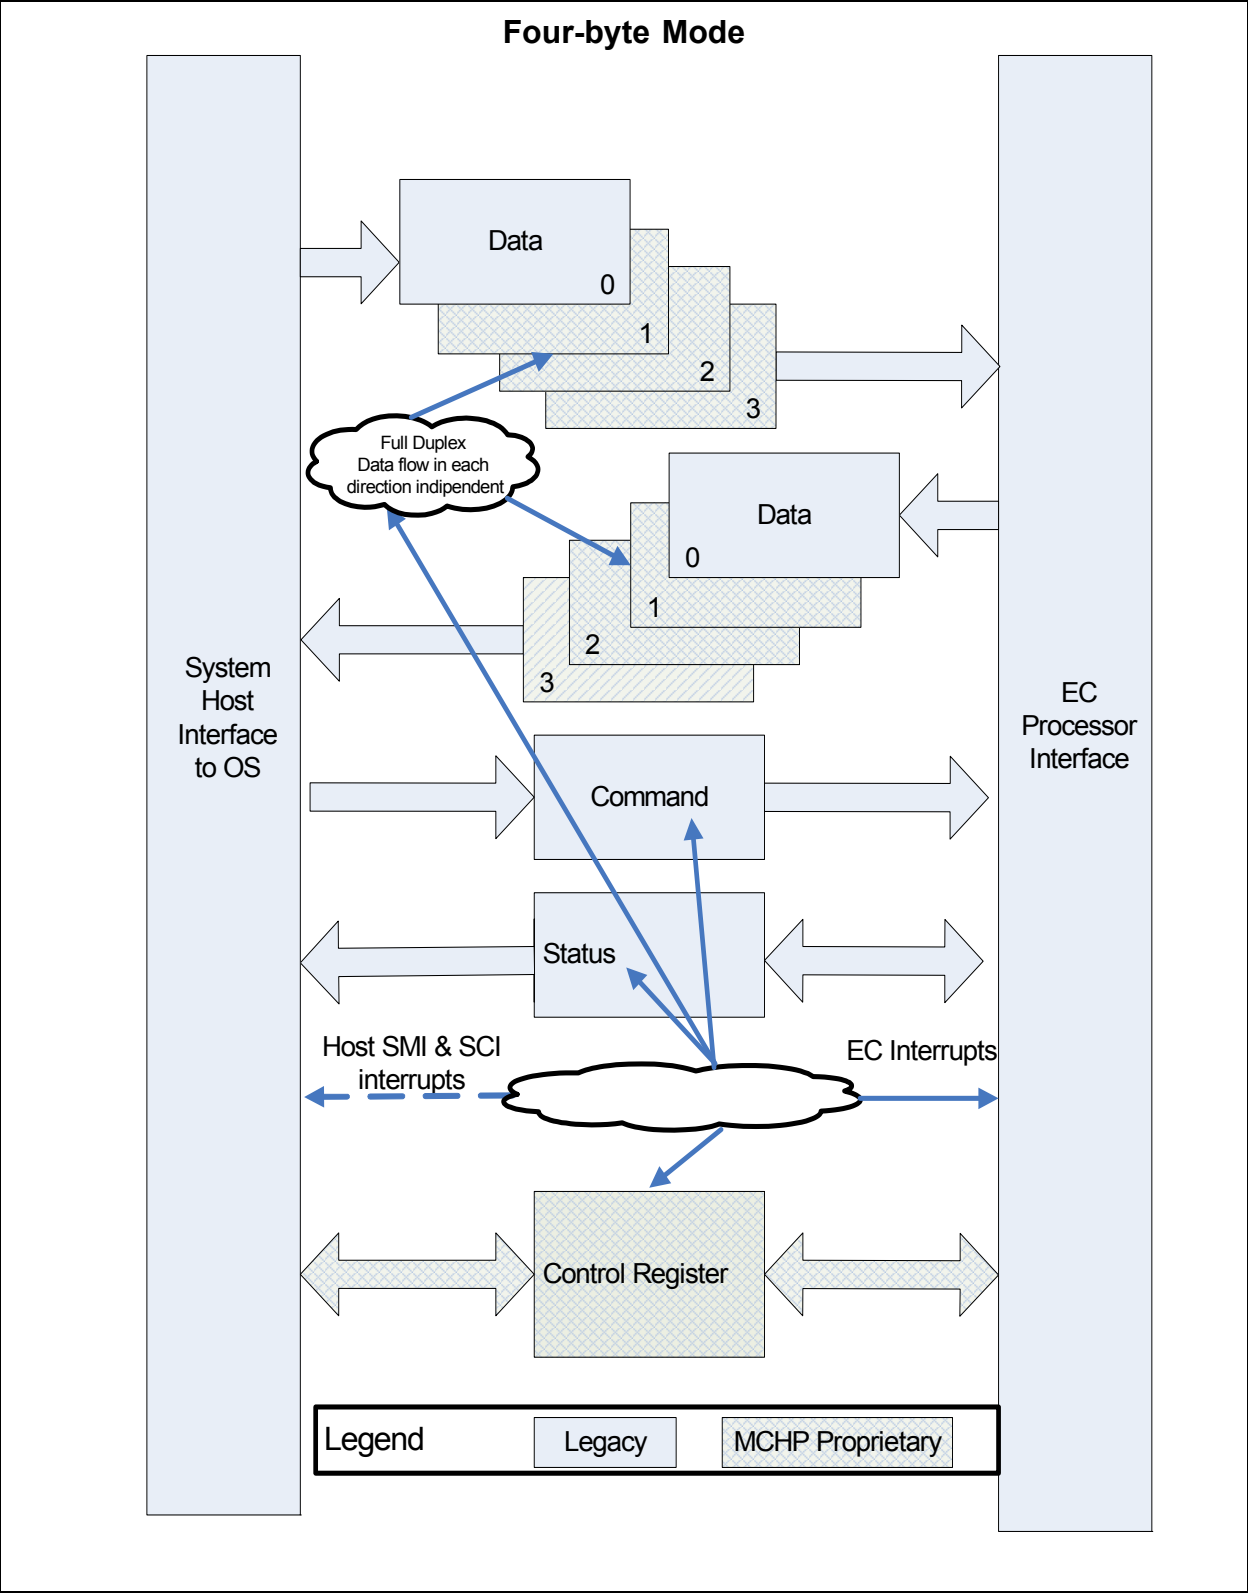 Four-byte Mode
Data
0
1
2
3
Full Duplex
Data flow in each
direction indipendent
Data
0
1
2
3
System
Host
Interface
to OS
EC
Processor
Interface
Command
Status
Host SMI & SCI
interrupts
EC Interrupts
Control Register
Legend
Legacy
MCHP Proprietary